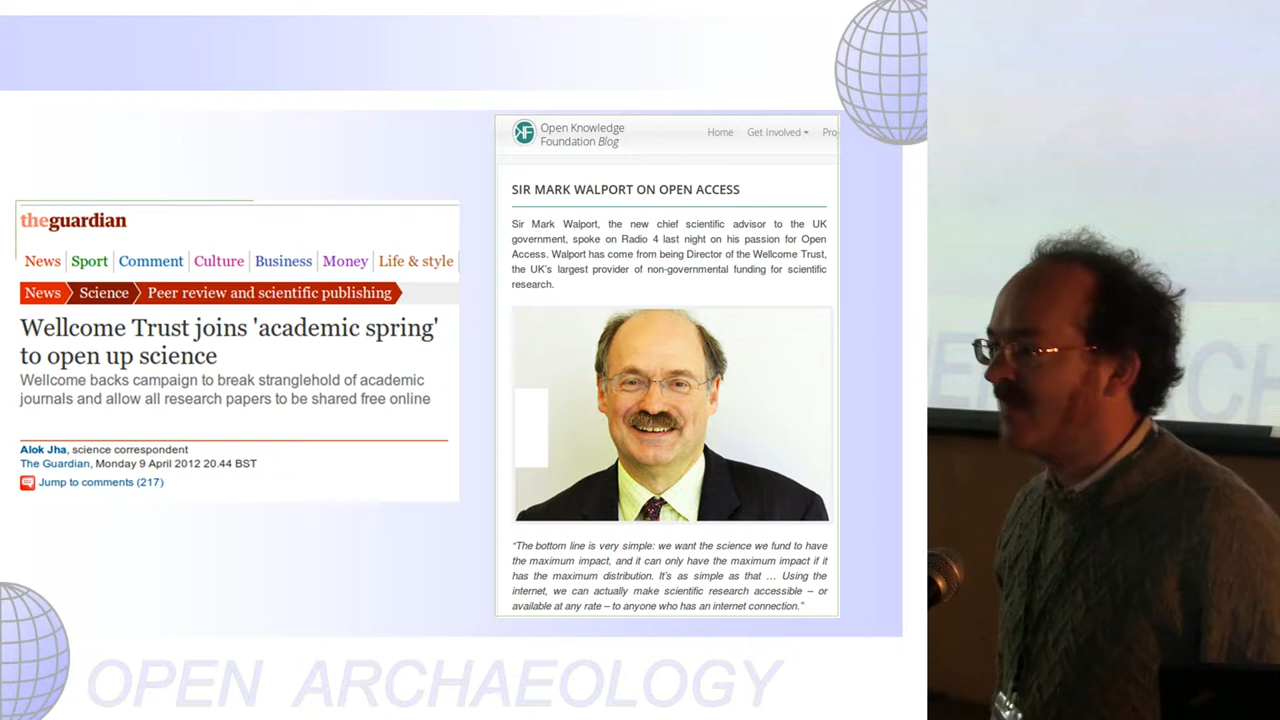 theguardian
News Sport Comment Culture Business Money Life & style
News Science Peer review and scientific publishing
Wellcome Trust joins 'academic spring'
to open up science
Wellcome backs campaign to break stranglehold of academic
journals and allow all research papers to be shared free online
Alok Jha, science correspondent
The Guardian, Monday 9 April 2012 20.44 BST
Jump to comments (217)
Open Knowledge
Foundation Blog
Home Get Involved Pro
SIR MARK WALPORT ON OPEN ACCESS
Sir Mark Walport, the new chief scientific advisor to the UK
government, spoke on Radio 4 last night on his passion for Open
Access. Walport has come from being Director of the Wellcome Trust,
the UK's largest provider of non-governmental funding for scientific
research.
“The bottom line is very simple: we want the science we fund to have
the maximum impact, and it can only have the maximum impact if it
has the maximum distribution. It's as simple as that … Using the
internet, we can actually make scientific research accessible – or
available at any rate – to anyone who has an internet connection.”
OPEN ARCHAEOLOGY